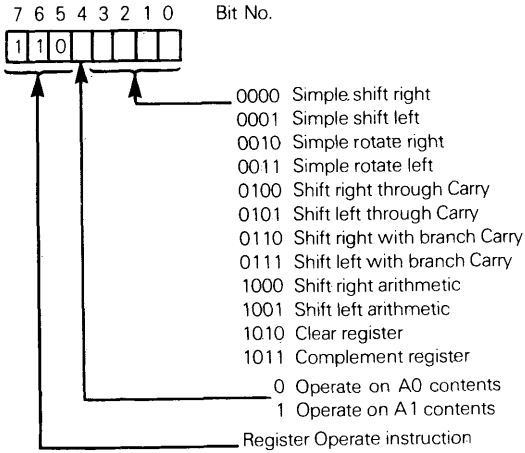 7 6 5 4 3 2 1 0 Bit No.
1 1 0
0000 Simple shift right
0001 Simple shift left
0010 Simple rotate right
0011 Simple rotate left
0100 Shift right through Carry
0101 Shift left through Carry
0110 Shift right with branch Carry
0111 Shift left with branch Carry
1000 Shift right arithmetic
1001 Shift left arithmetic
1010 Clear register
1011 Complement register
0 Operate on A0 contents
1 Operate on A1 contents
Register Operate instruction